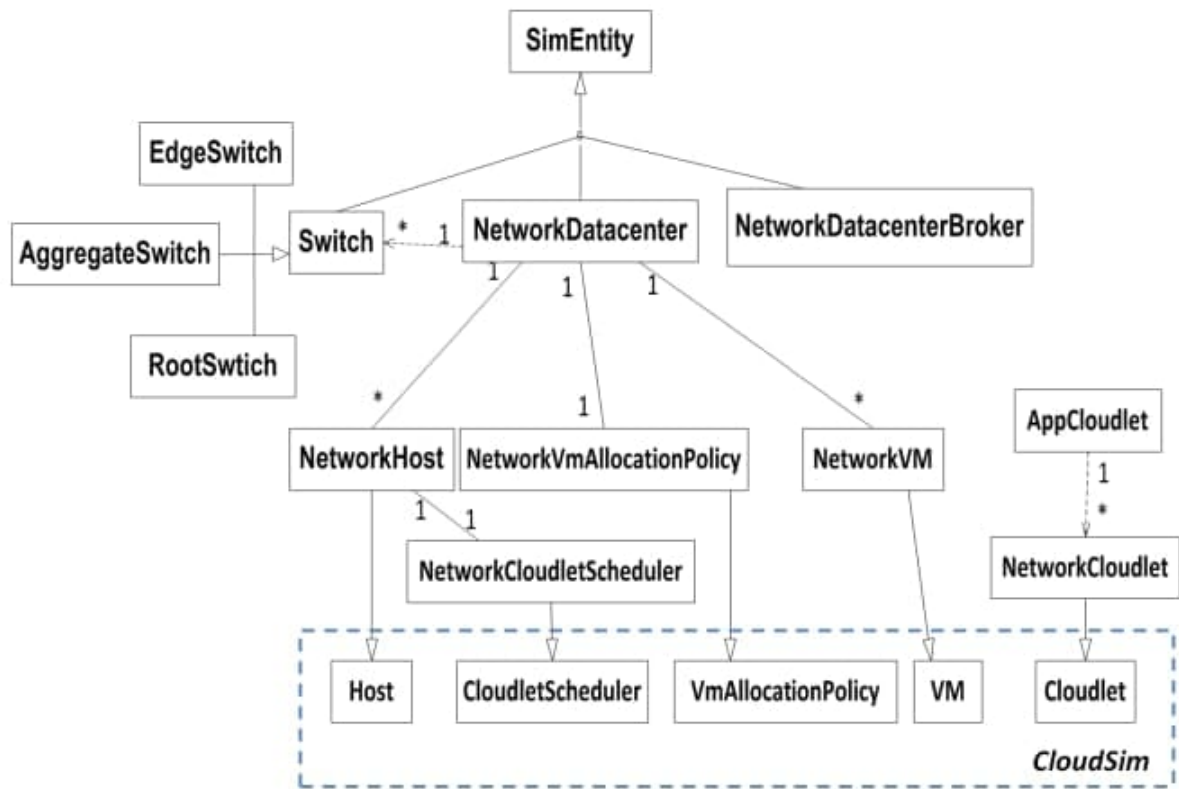 SimEntity
EdgeSwitch
AggregateSwitch
Switch
* 1
NetworkDatacenter
NetworkDatacenterBroker
RootSwtich
1 1 1
* 1 *
NetworkHost
NetworkVmAllocationPolicy
NetworkVM
AppCloudlet
1
*
1 1
NetworkCloudletScheduler
NetworkCloudlet
Host
CloudletScheduler
VmAllocationPolicy
VM
Cloudlet
CloudSim